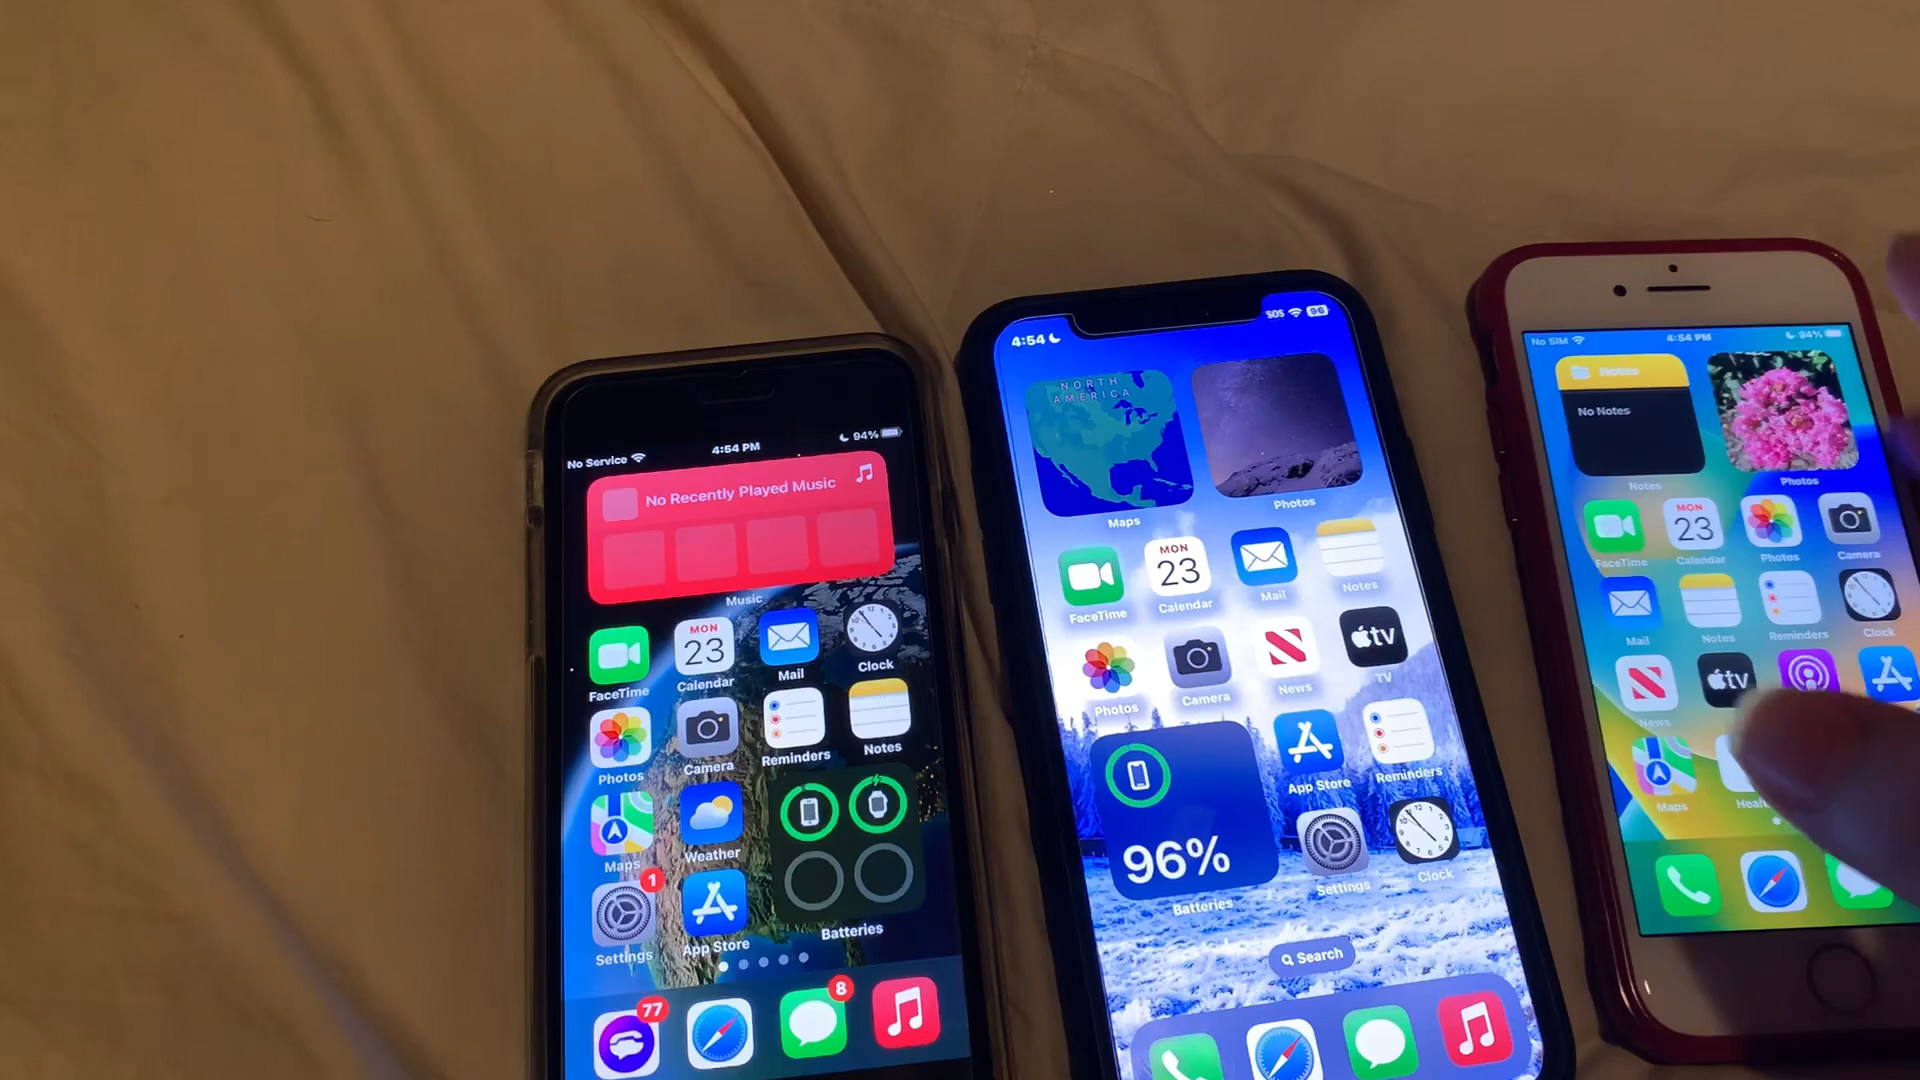 No Service
4:54 PM
94%
No Recently Played Music
Music
FaceTime
MON
23
Calendar
Mail
Clock
Photos
Camera
Reminders
Notes
Maps
Weather
1
Settings
App Store
Batteries
77
8
4:54
SOS
96
NORTH
AMERICA
Maps
Photos
FaceTime
MON
23
Calendar
Mail
Notes
Photos
Camera
News
tv
TV
96%
Batteries
App Store
Reminders
Settings
Clock
Search
No SIM
4:54 PM
94%
Notes
No Notes
Notes
Photos
FaceTime
MON
23
Calendar
Photos
Camera
Mail
Notes
Reminders
Clock
News
tv
Maps
Heal